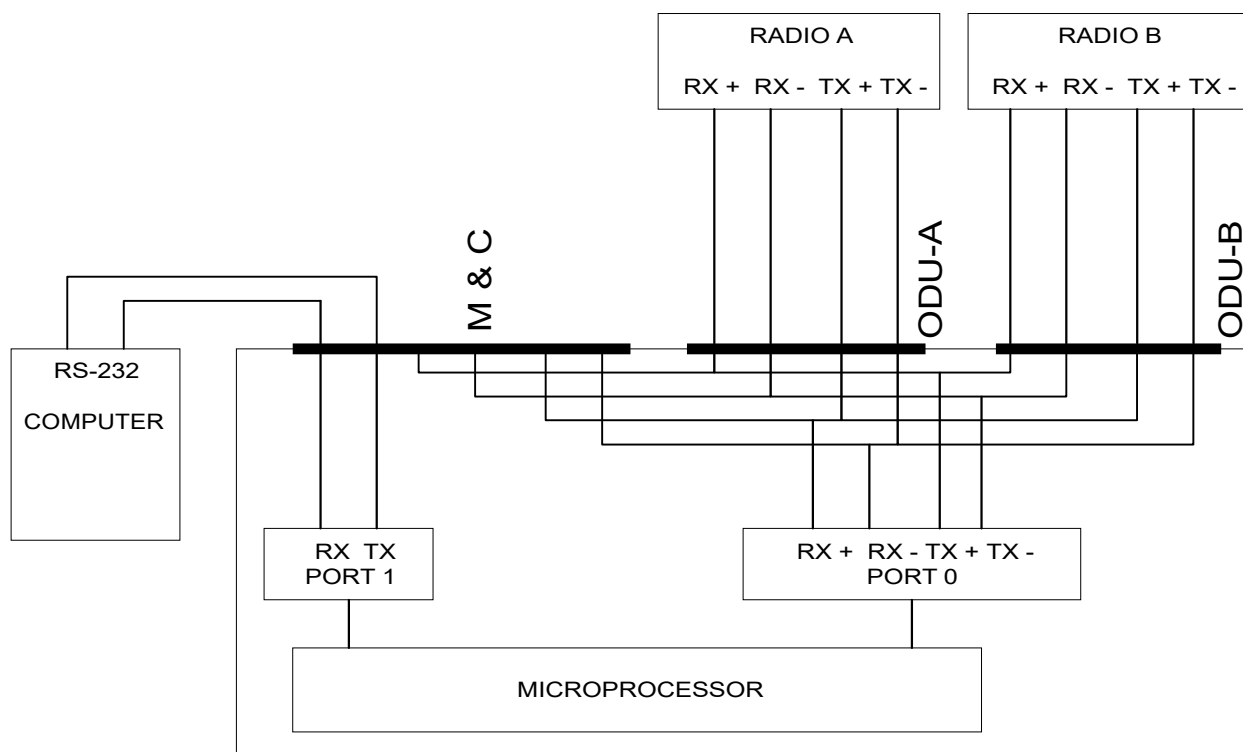 RADIO A
RX + RX - TX + TX -
RADIO B
RX + RX - TX + TX -
M & C
ODU-A
ODU-B
RS-232
COMPUTER
RX TX
PORT 1
RX + RX - TX + TX -
PORT 0
MICROPROCESSOR